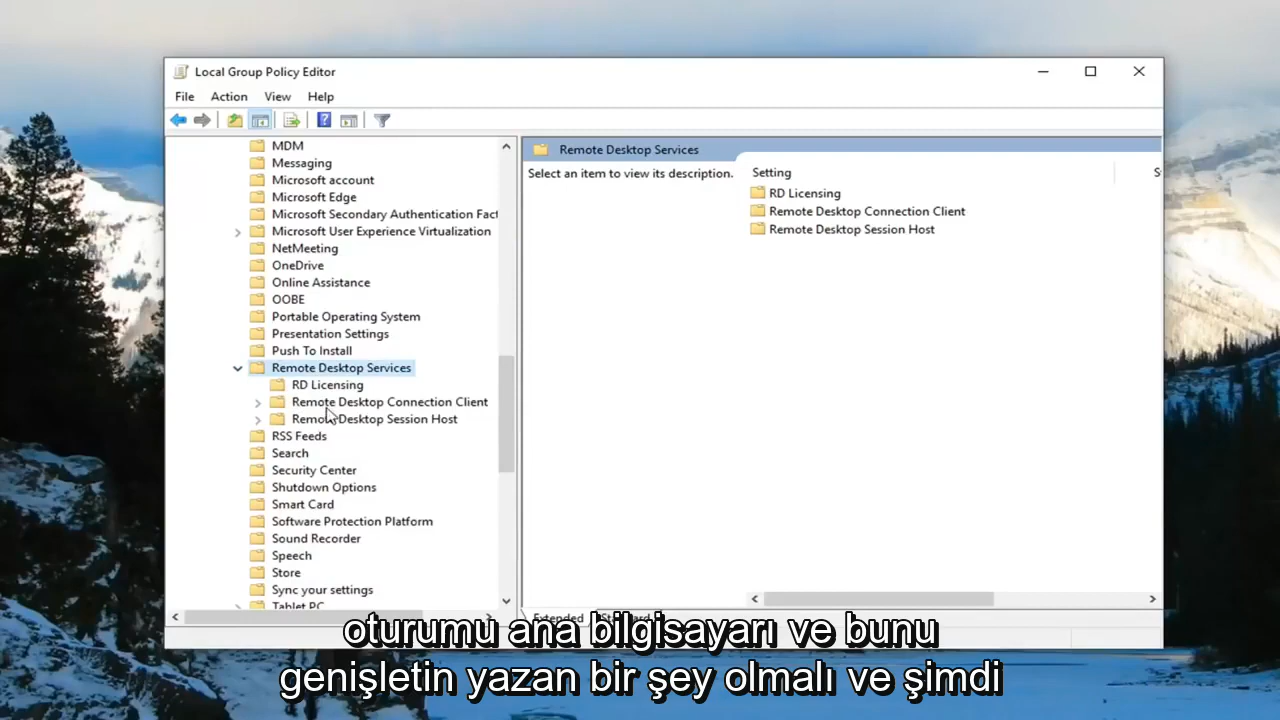 Local Group Policy Editor
File Action View Help
MDM
Messaging
Microsoft account
Microsoft Edge
Microsoft Secondary Authentication Fact
Microsoft User Experience Virtualization
NetMeeting
OneDrive
Online Assistance
OOBE
Portable Operating System
Presentation Settings
Push To Install
Remote Desktop Services
RD Licensing
Remote Desktop Connection Client
Remote Desktop Session Host
RSS Feeds
Search
Security Center
Shutdown Options
Smart Card
Software Protection Platform
Sound Recorder
Speech
Store
Sync your settings
Tablet PC
Remote Desktop Services
Select an item to view its description.
Setting S
RD Licensing
Remote Desktop Connection Client
Remote Desktop Session Host
Extended Standard
oturumu ana bilgisayarı ve bunu
genişletin yazan bir şey olmalı ve şimdi